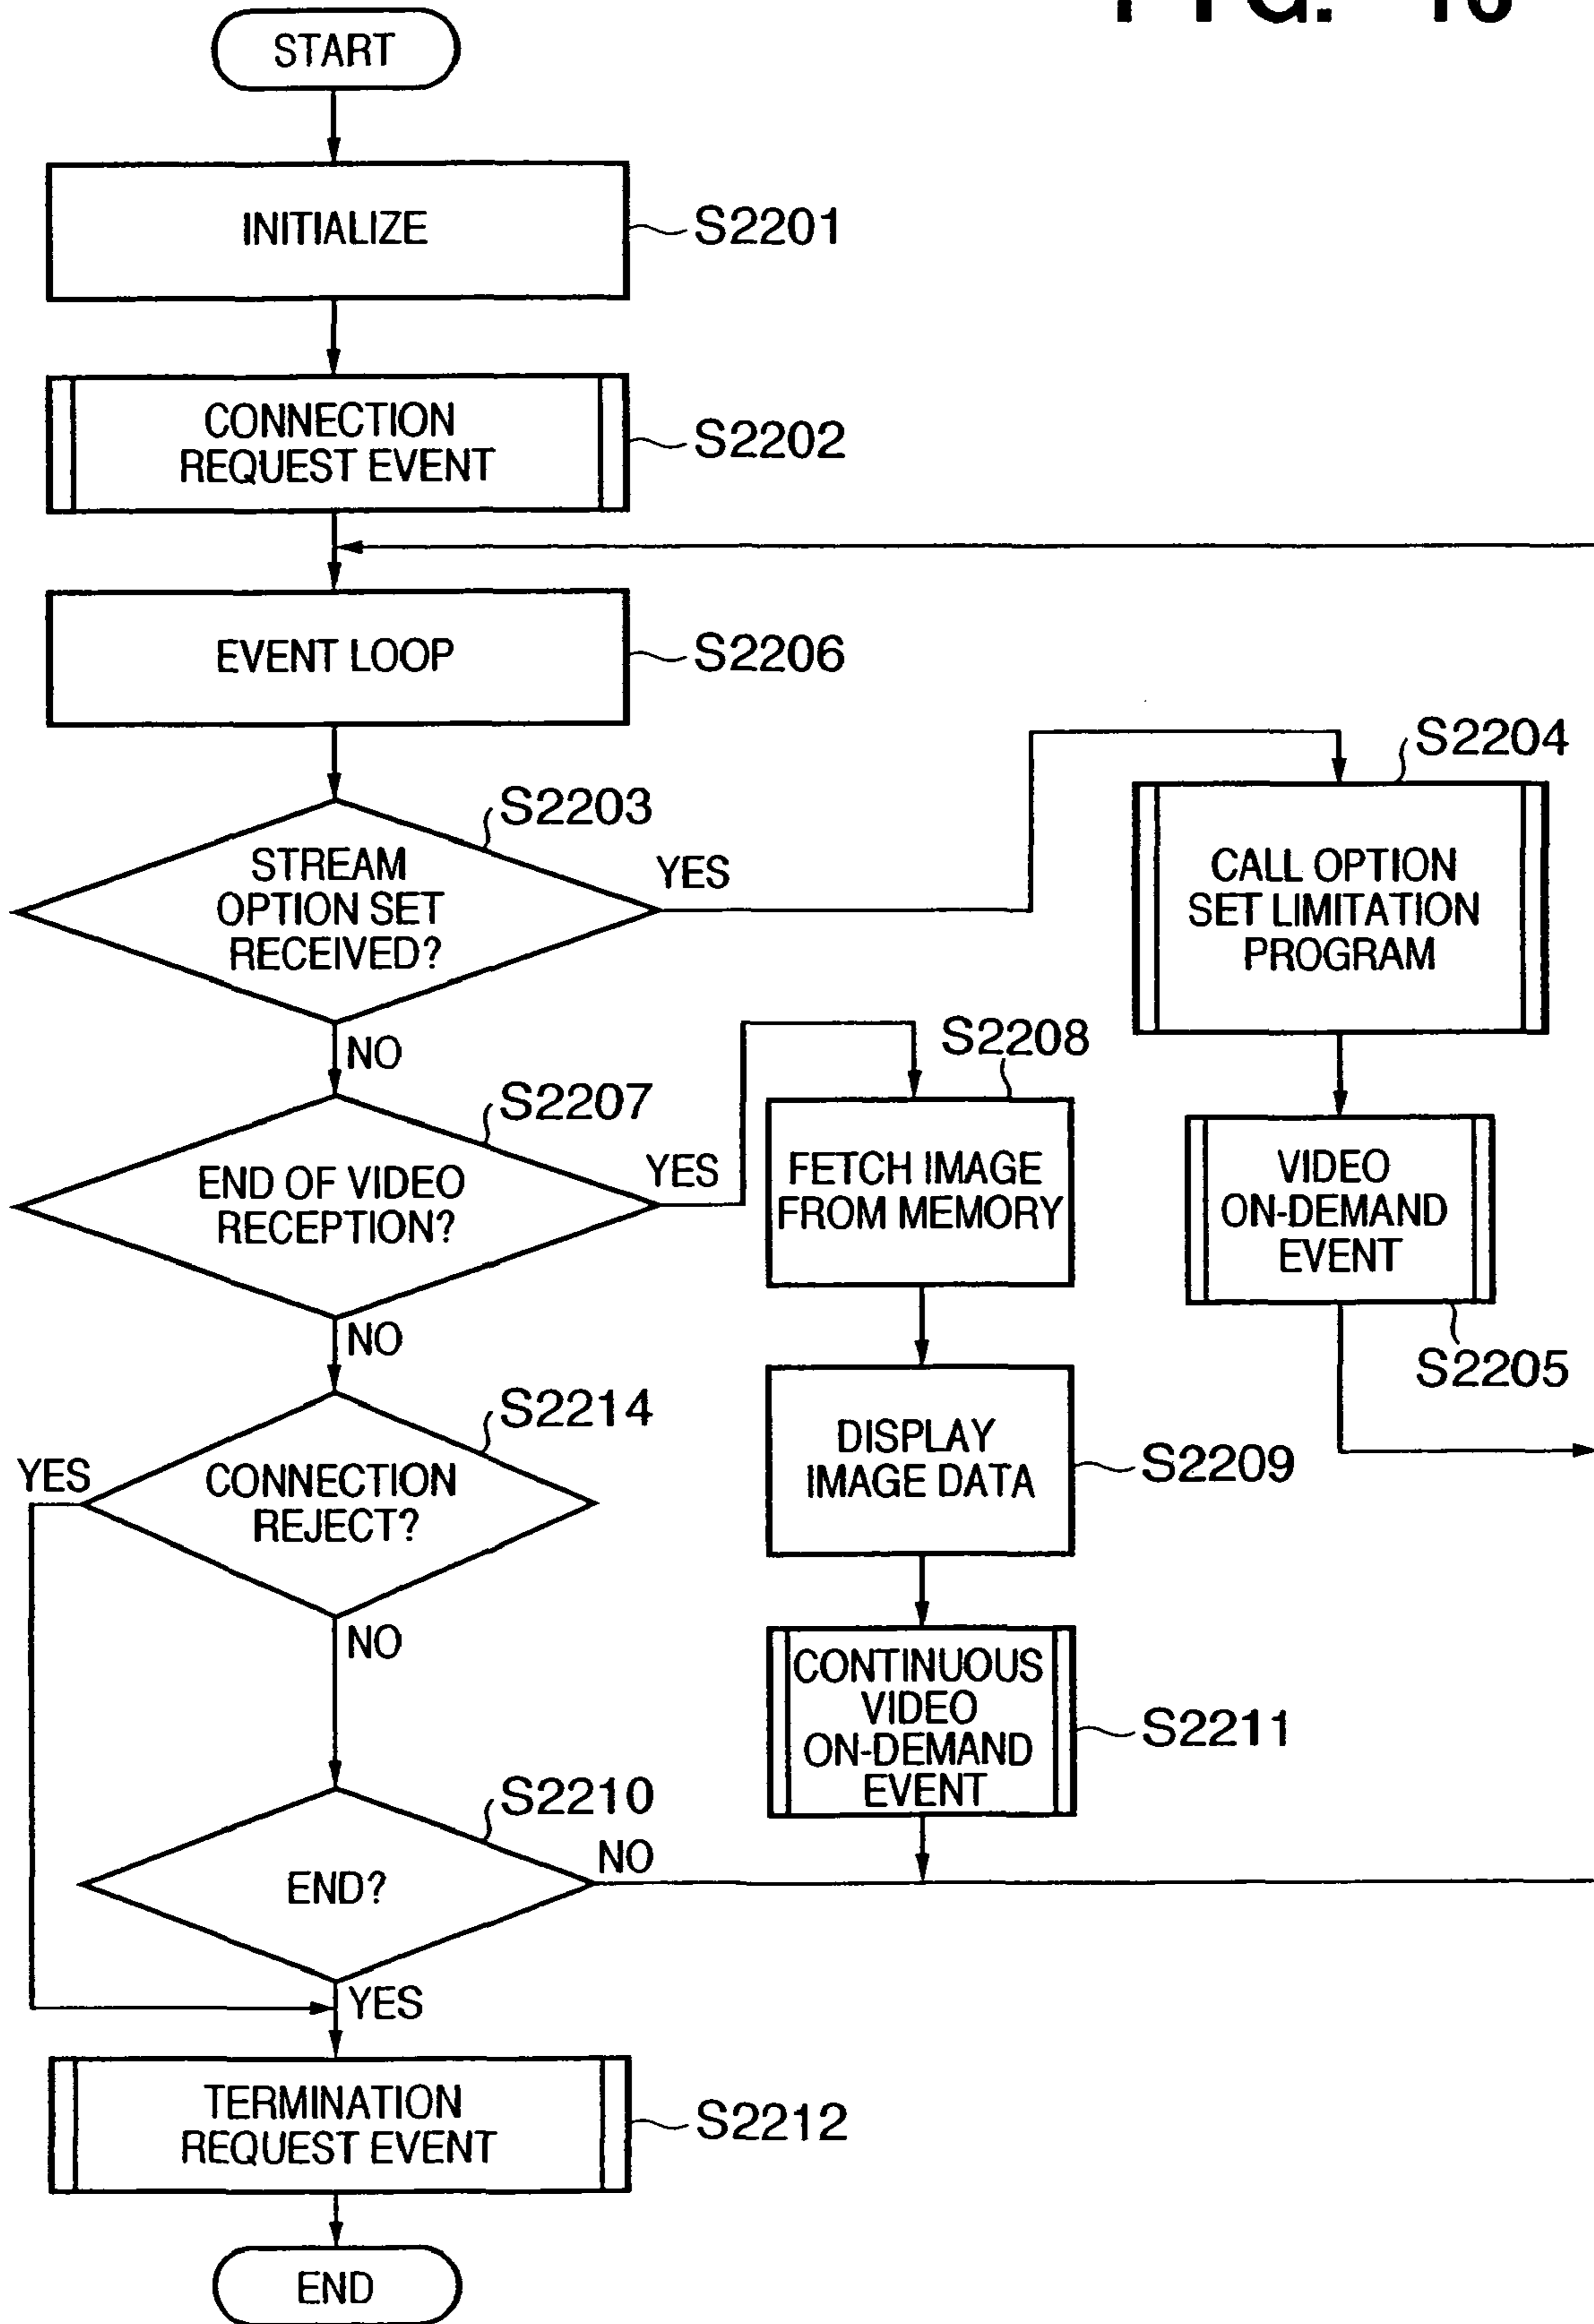 START
INITIALIZE
S2201
CONNECTION
REQUEST EVENT
S2202
EVENT LOOP
S2206
S2203
STREAM
OPTION SET
RECEIVED?
YES
NO
S2204
CALL OPTION
SET LIMITATION
PROGRAM
VIDEO
ON-DEMAND
EVENT
S2205
S2207
END OF VIDEO
RECEPTION?
YES
NO
S2208
FETCH IMAGE
FROM MEMORY
DISPLAY
IMAGE DATA
S2209
CONTINUOUS
VIDEO
ON-DEMAND
EVENT
S2211
S2214
YES
CONNECTION
REJECT?
NO
S2210
END?
NO
YES
TERMINATION
REQUEST EVENT
S2212
END